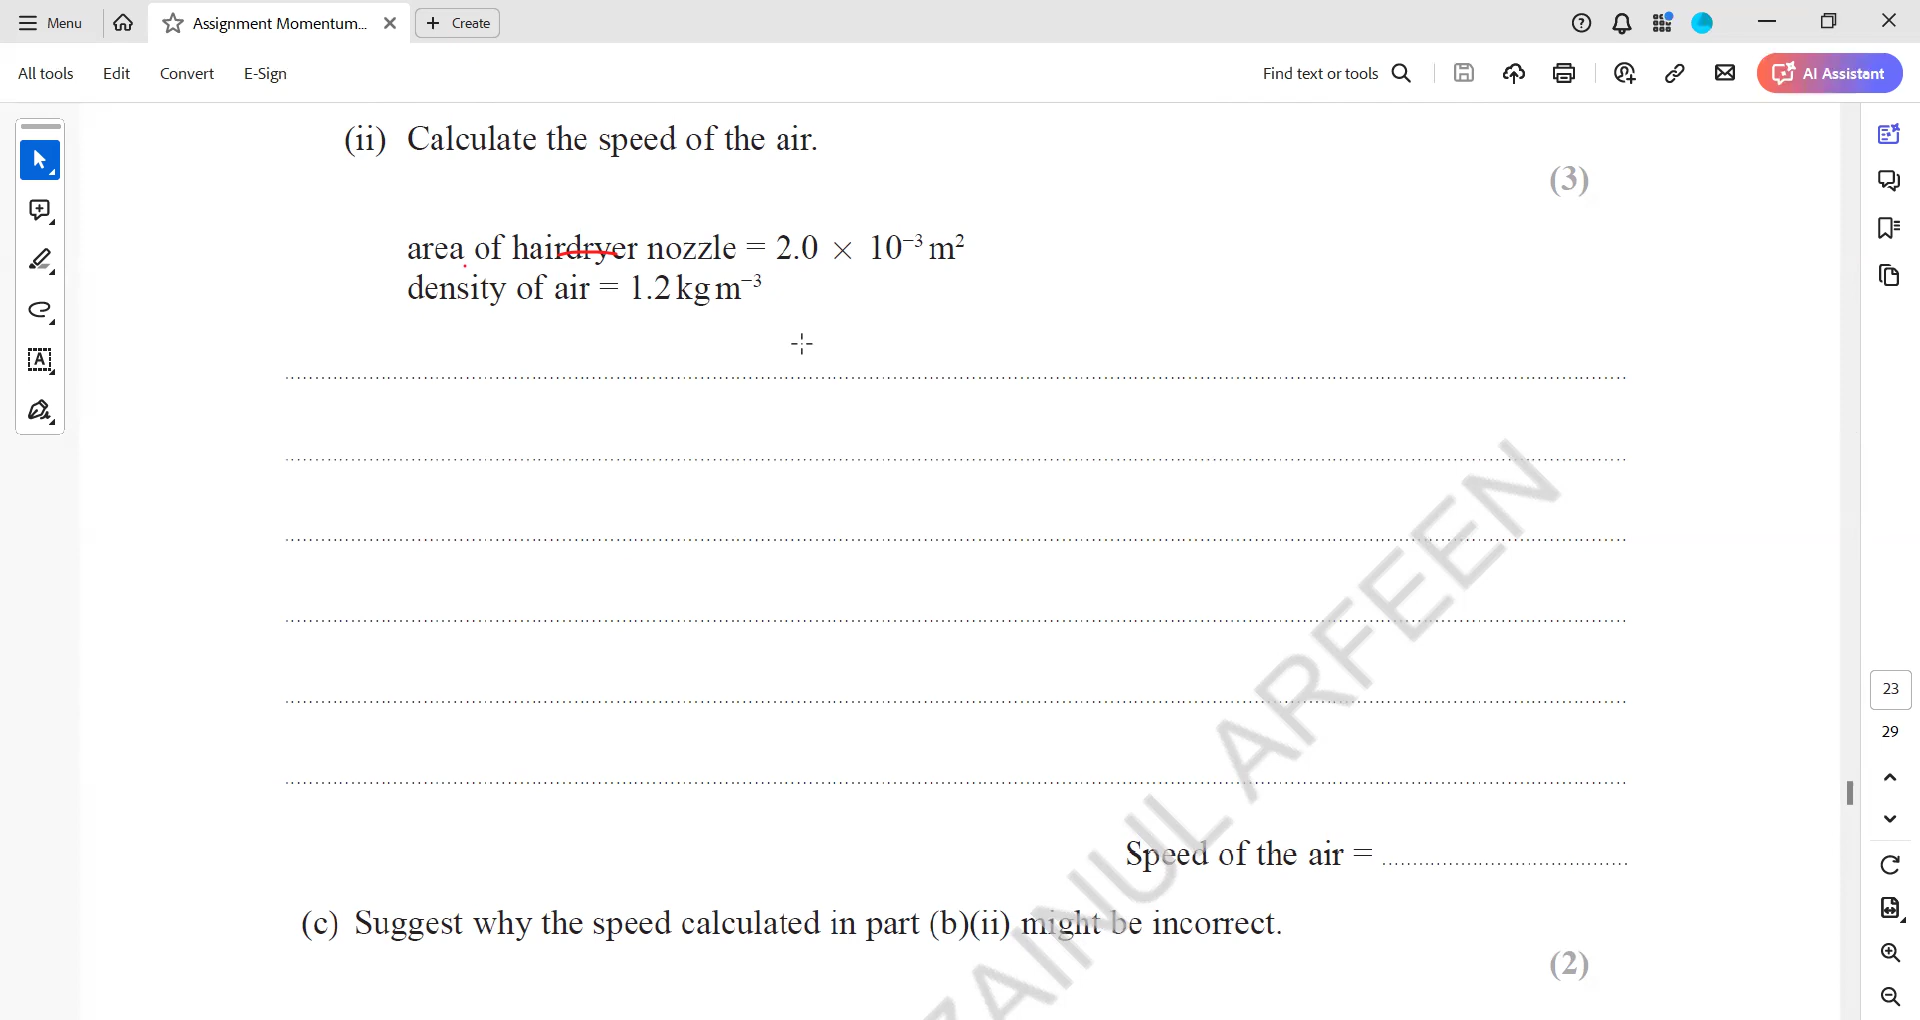 Menu
Assignment Momentum...
Create
All tools
Edit
Convert
E-Sign
Find text or tools
AI Assistant
(ii) Calculate the speed of the air.
(3)
area of hairdryer nozzle = 2.0 × 10⁻³ m²
density of air = 1.2 kg m⁻³
Speed of the air =
(c) Suggest why the speed calculated in part (b)(ii) might be incorrect.
(2)
ZAINUL ARFEEN
23
29